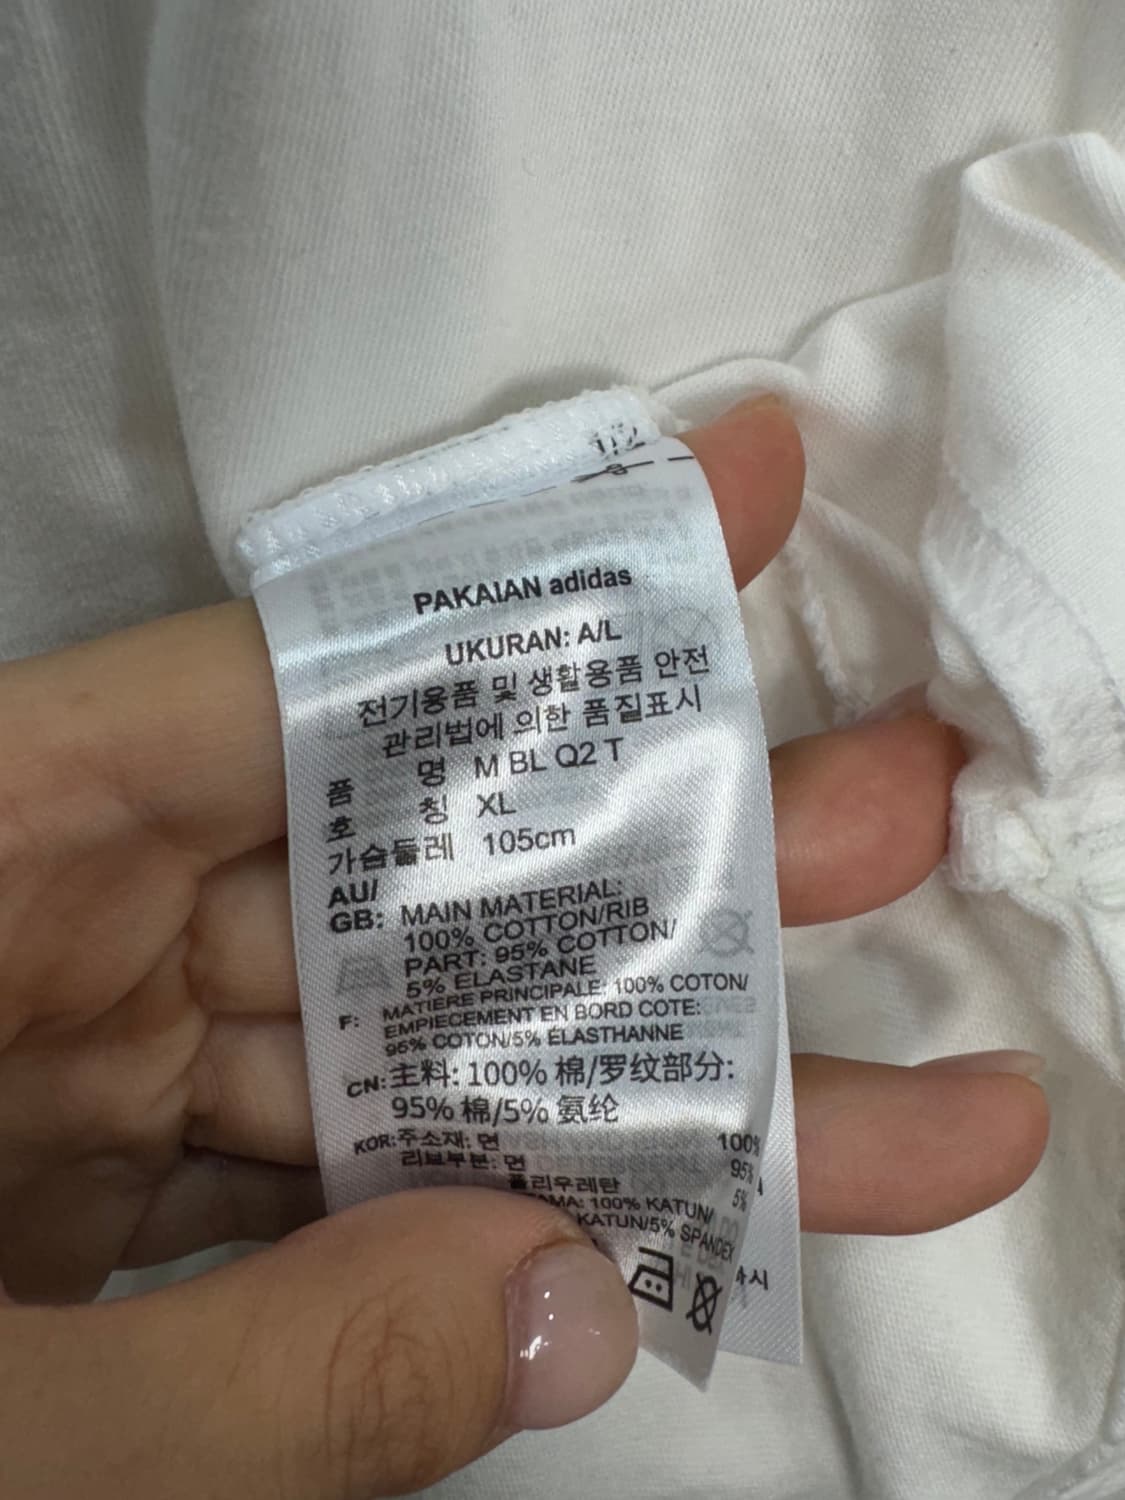 PAKAIAN adidas
UKURAN: A/L
전기용품 및 생활용품 안전
관리법에 의한 품질표시
품 명 M BL Q2 T
호 칭 XL
가슴둘레 105cm
AU/
GB: MAIN MATERIAL:
100% COTTON/RIB
PART: 95% COTTON/
5% ELASTANE
F: MATIERE PRINCIPALE: 100% COTON/
EMPIECEMENT EN BORD COTE:
95% COTON/5% ÉLASTHANNE
CN: 主料: 100% 棉/罗纹部分:
95% 棉/5% 氨纶
KOR: 주소재: 면 100%
리브부분: 면 95%
폴리우레탄 5%
100% KATUN/
KATUN/5% SPANDEX